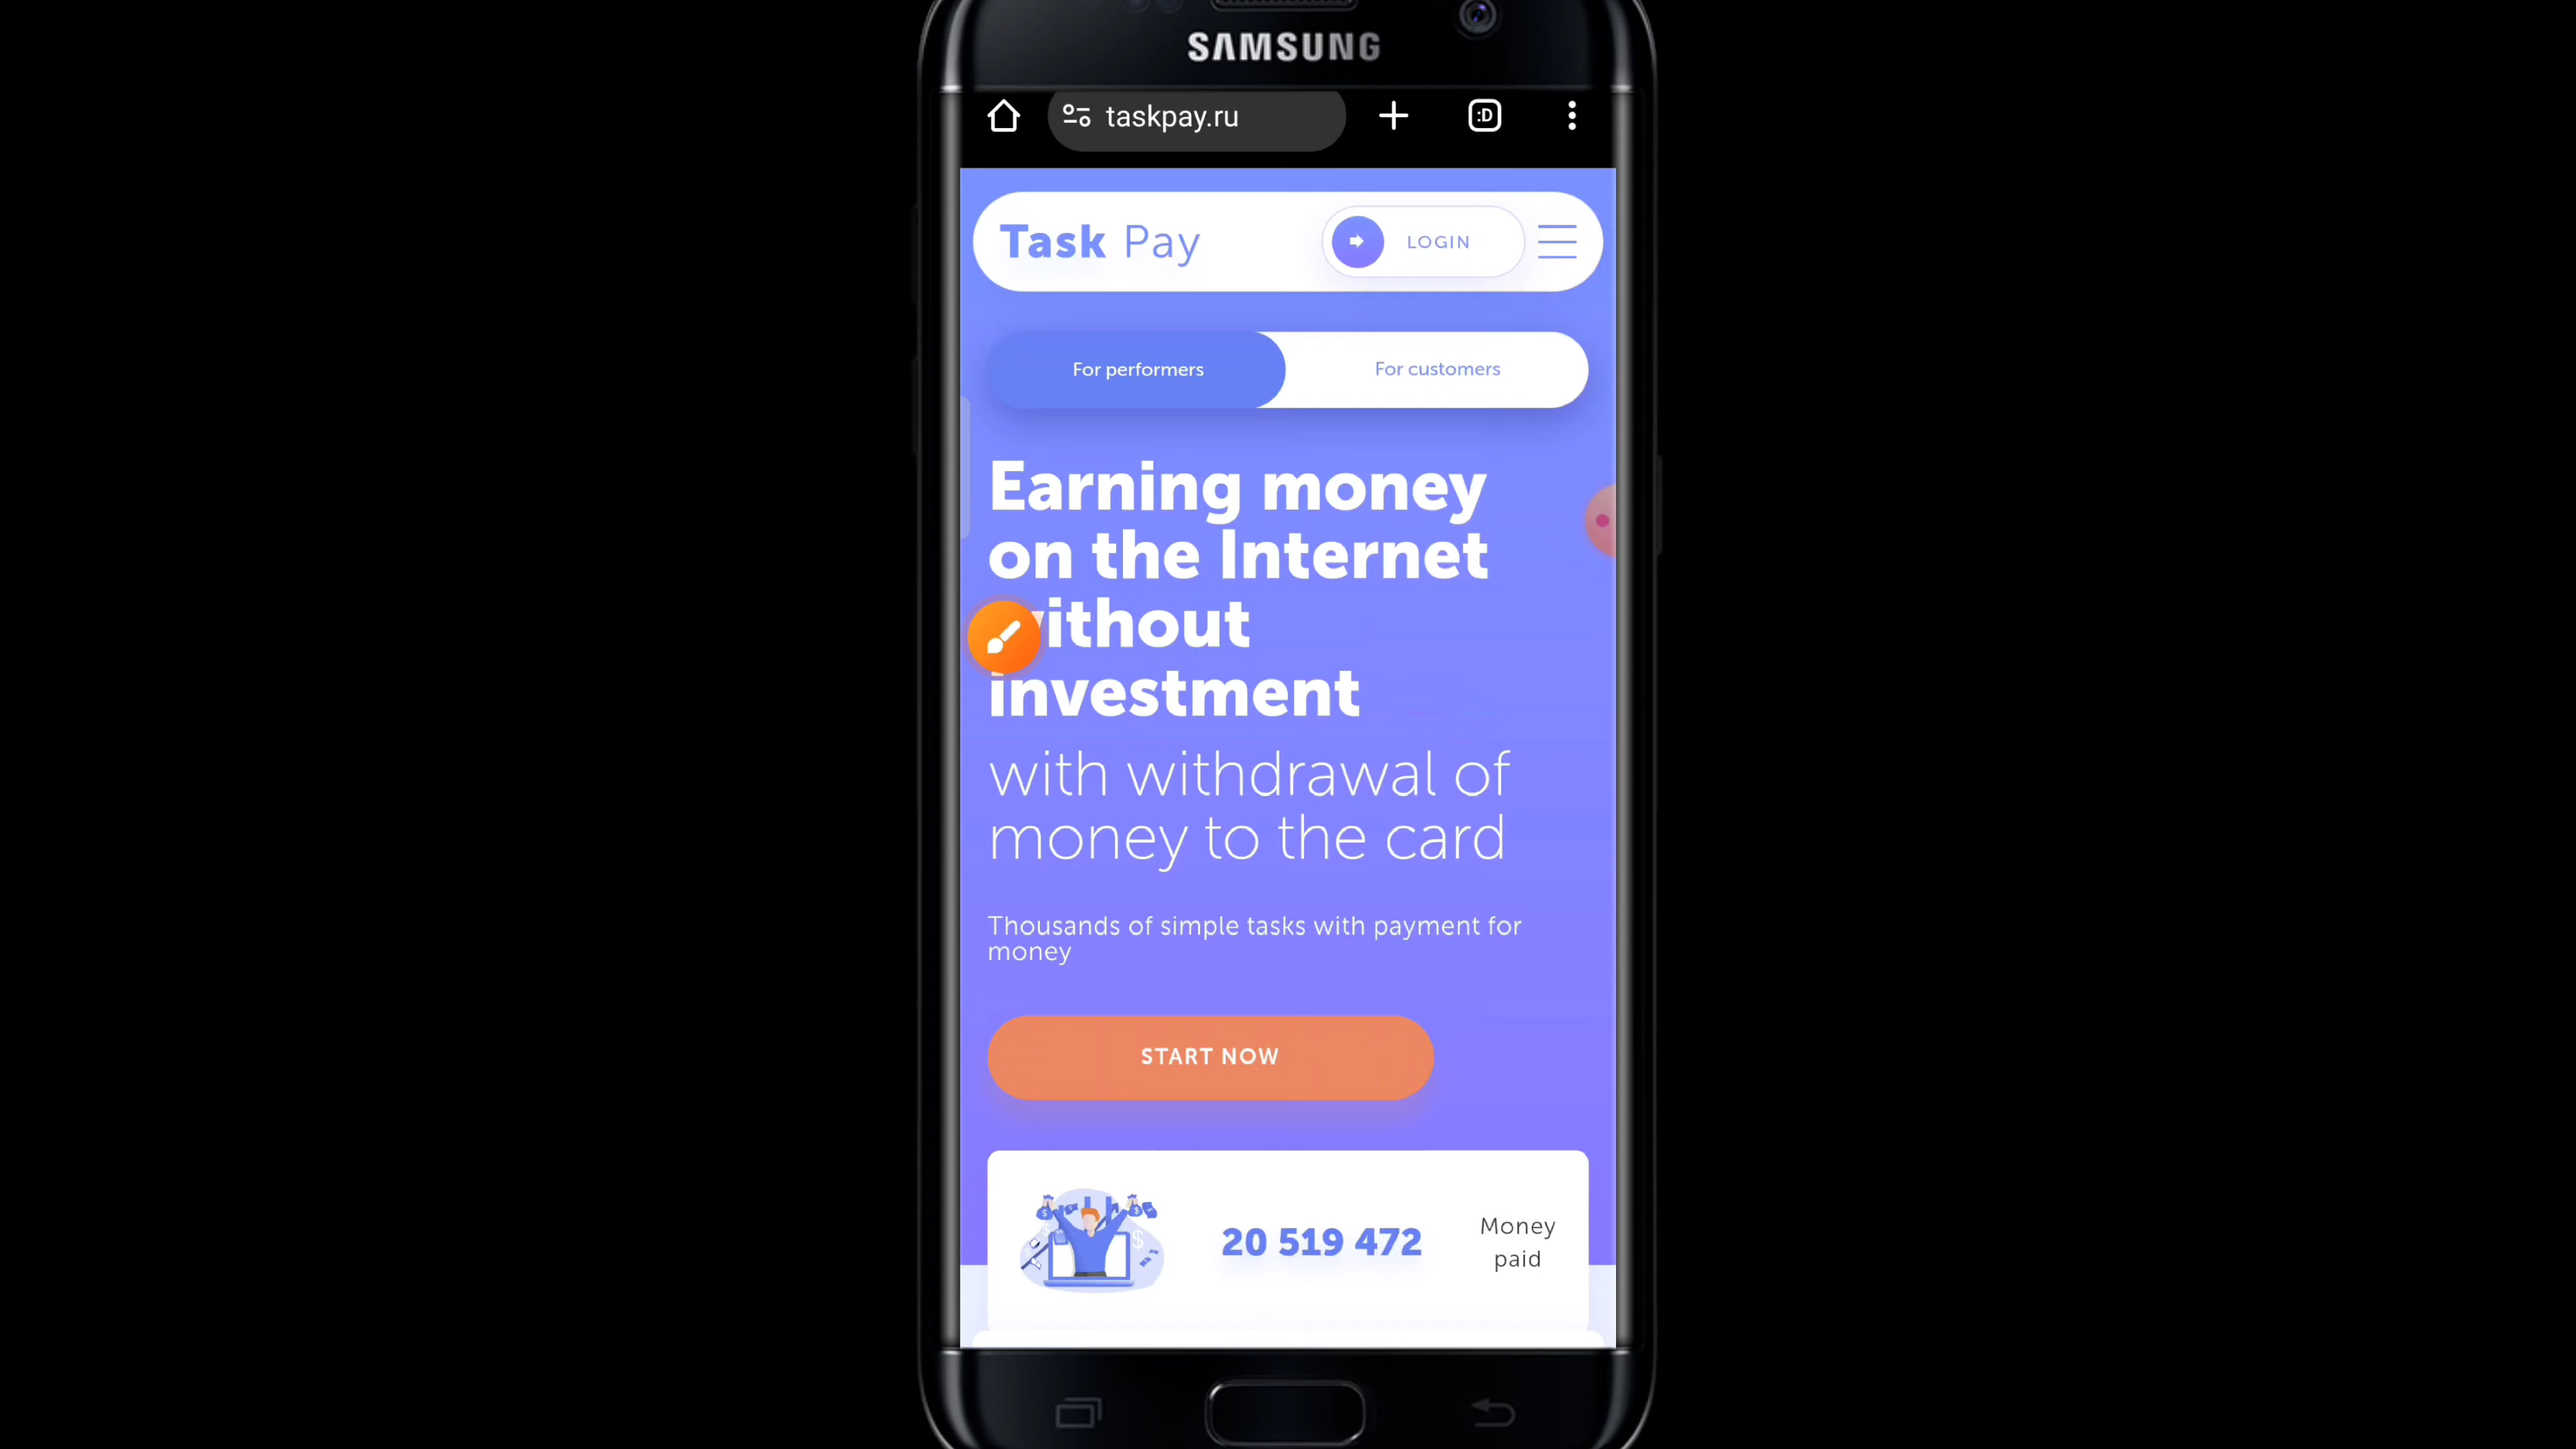 SAMSUNG
taskpay.ru
:D
Task Pay
LOGIN
For performers
For customers
Earning money
on the Internet
without
investment
with withdrawal of
money to the card
Thousands of simple tasks with payment for
money
START NOW
20 519 472
Money
paid